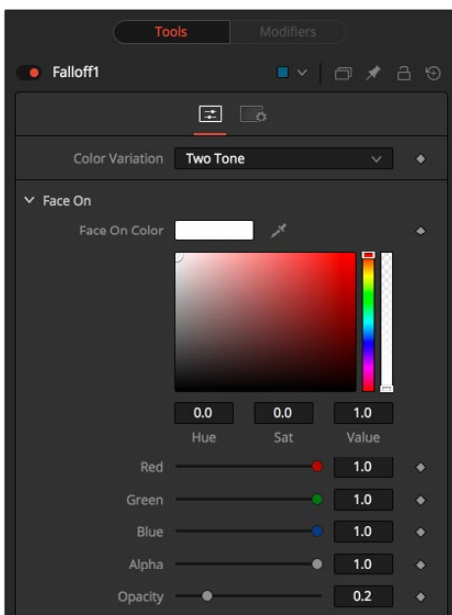 Tools Modifiers
Falloff1
Color Variation Two Tone
Face On
Face On Color
0.0 0.0 1.0
Hue Sat Value
Red 1.0
Green 1.0
Blue 1.0
Alpha 1.0
Opacity 0.2